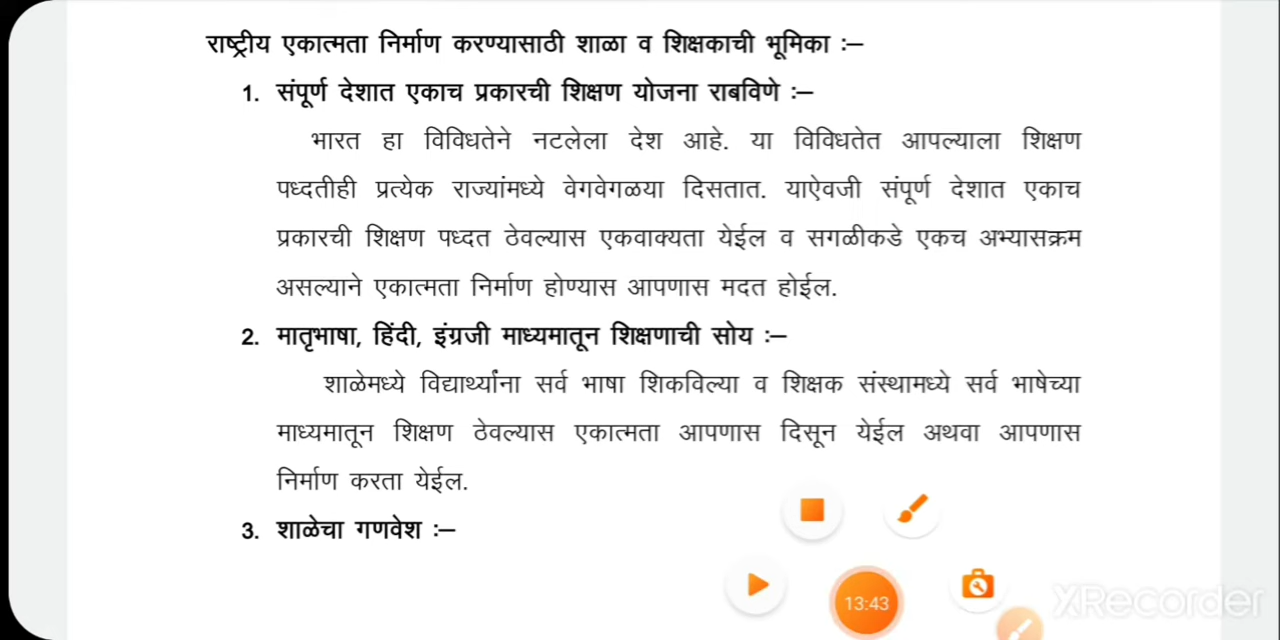 राष्ट्रीय एकात्मता निर्माण करण्यासाठी शाळा व शिक्षकाची भूमिका :–
1. संपूर्ण देशात एकाच प्रकारची शिक्षण योजना राबविणे :–
भारत हा विविधतेने नटलेला देश आहे. या विविधतेत आपल्याला शिक्षण
पध्दतीही प्रत्येक राज्यांमध्ये वेगवेगळया दिसतात. याऐवजी संपूर्ण देशात एकाच
प्रकारची शिक्षण पध्दत ठेवल्यास एकवाक्यता येईल व सगळीकडे एकच अभ्यासक्रम
असल्याने एकात्मता निर्माण होण्यास आपणास मदत होईल.
2. मातृभाषा, हिंदी, इंग्रजी माध्यमातून शिक्षणाची सोय :–
शाळेमध्ये विद्यार्थ्यांना सर्व भाषा शिकविल्या व शिक्षक संस्थामध्ये सर्व भाषेच्या
माध्यमातून शिक्षण ठेवल्यास एकात्मता आपणास दिसून येईल अथवा आपणास
निर्माण करता येईल.
3. शाळेचा गणवेश :–
13:43
XRecorder